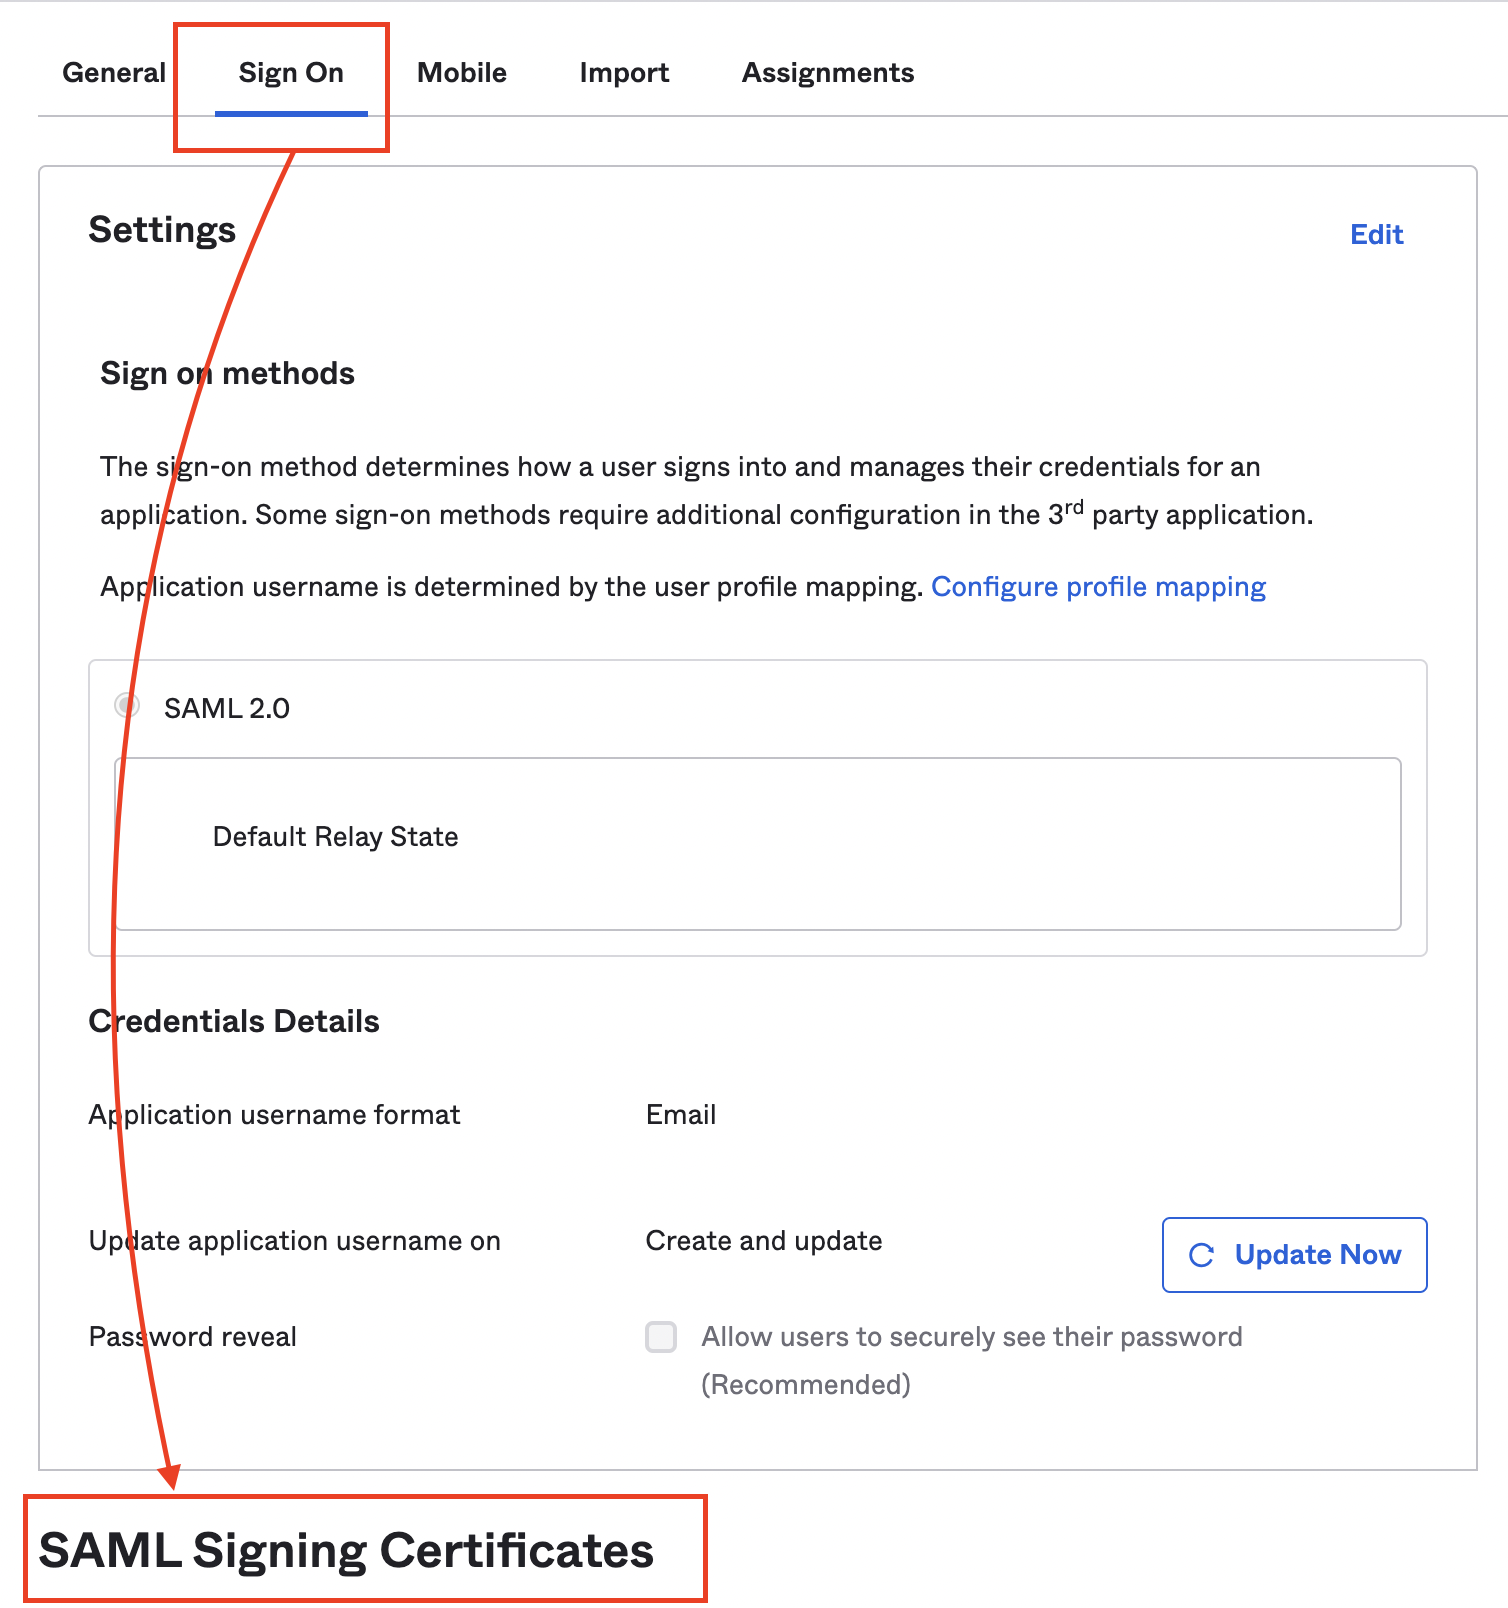 General Sign On Mobile Import Assignments
Settings
Edit
Sign on methods
The sign-on method determines how a user signs into and manages their credentials for an
application. Some sign-on methods require additional configuration in the 3rd party application.
Application username is determined by the user profile mapping. Configure profile mapping
SAML 2.0
Default Relay State
Credentials Details
Application username format Email
Update application username on Create and update Update Now
Password reveal Allow users to securely see their password
(Recommended)
SAML Signing Certificates